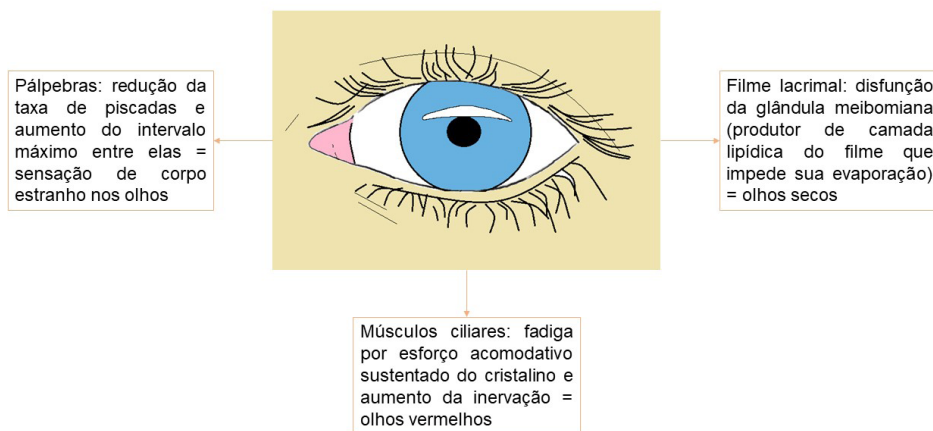 Pálpebras: redução da
taxa de piscadas e
aumento do intervalo
máximo entre elas =
sensação de corpo
estranho nos olhos
Filme lacrimal: disfunção
da glândula meibomiana
(produtor de camada
lipídica do filme que
impede sua evaporação)
= olhos secos
Músculos ciliares: fadiga
por esforço acomodativo
sustentado do cristalino e
aumento da inervação =
olhos vermelhos